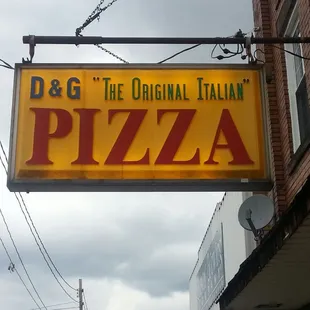 D & G "The Original Italian"
PIZZA